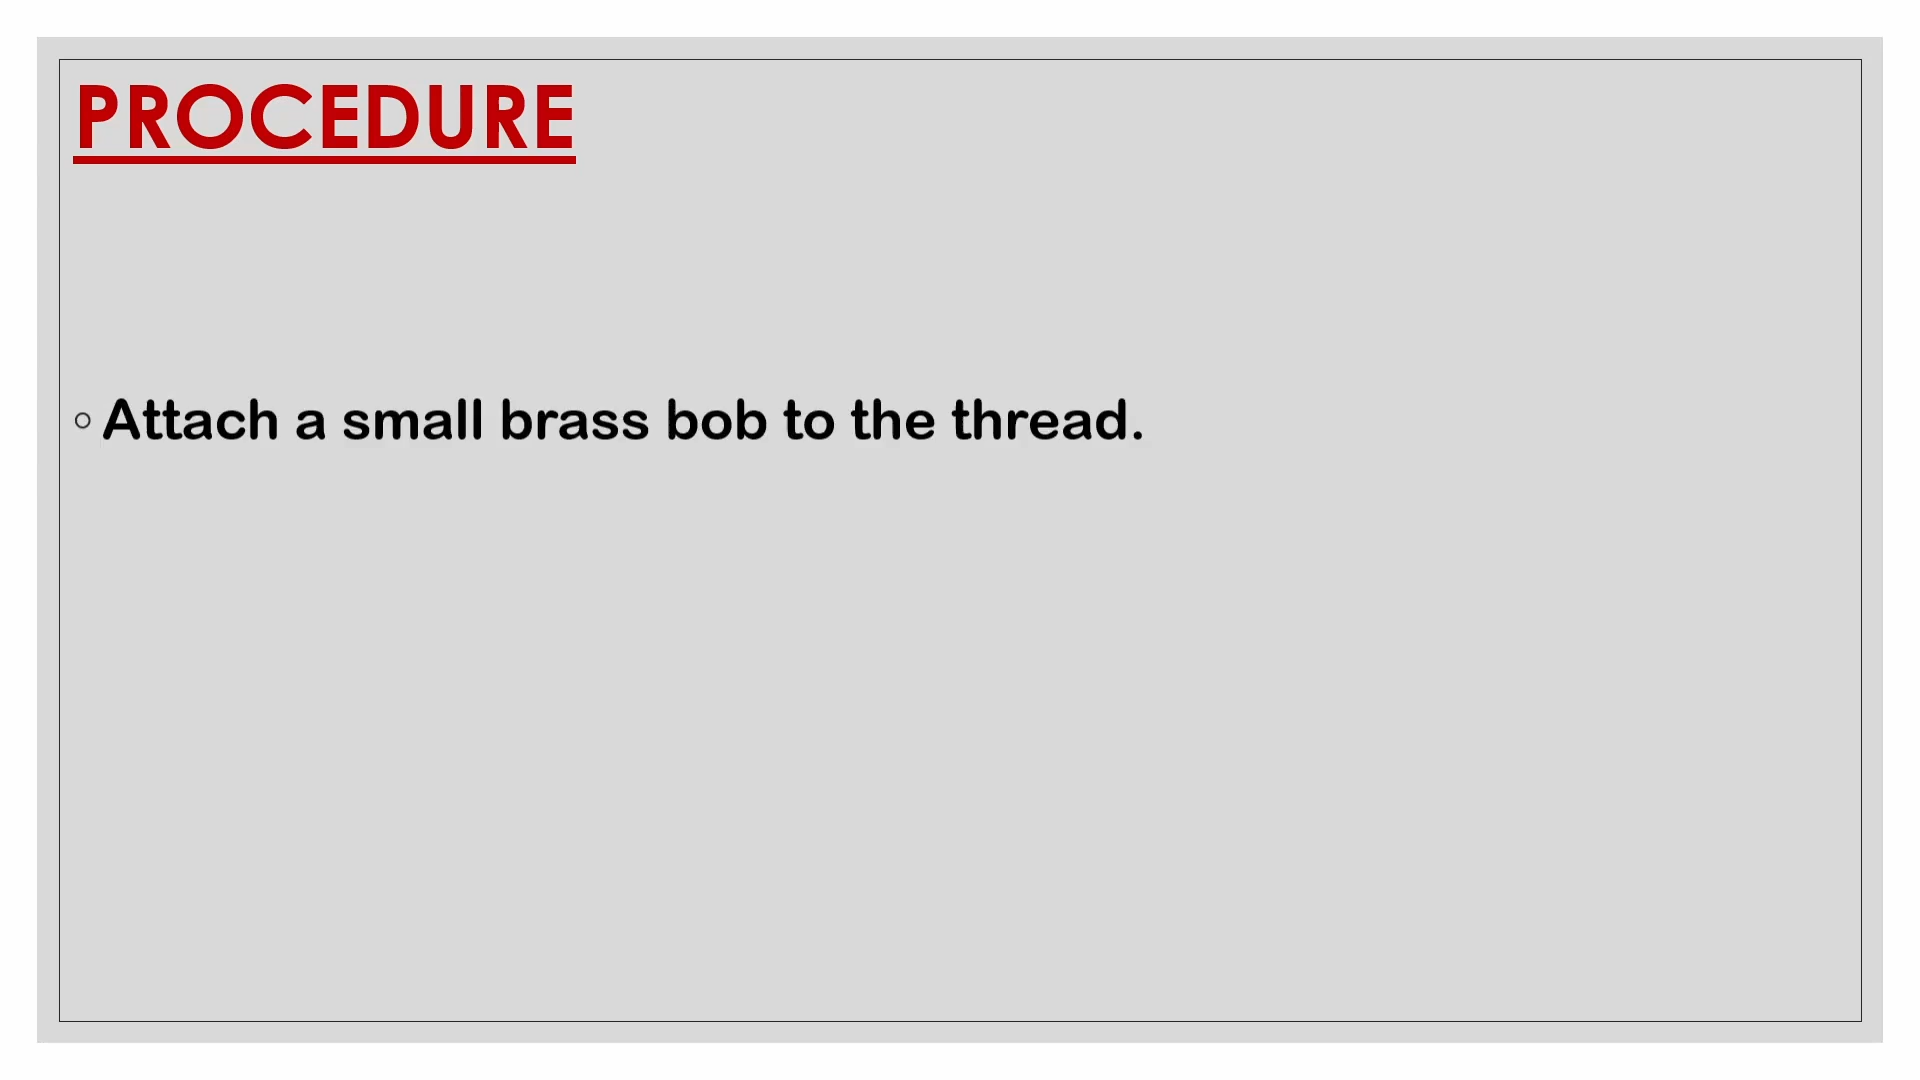 PROCEDURE
◦ Attach a small brass bob to the thread.